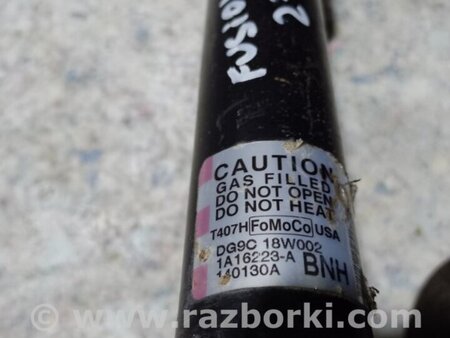 FUSION
CAUTION
GAS FILLED
DO NOT OPEN
DO NOT HEAT
T407H FoMoCo USA
DG9C 18W002
1A16223-A
140130A BNH
www.razborki.com